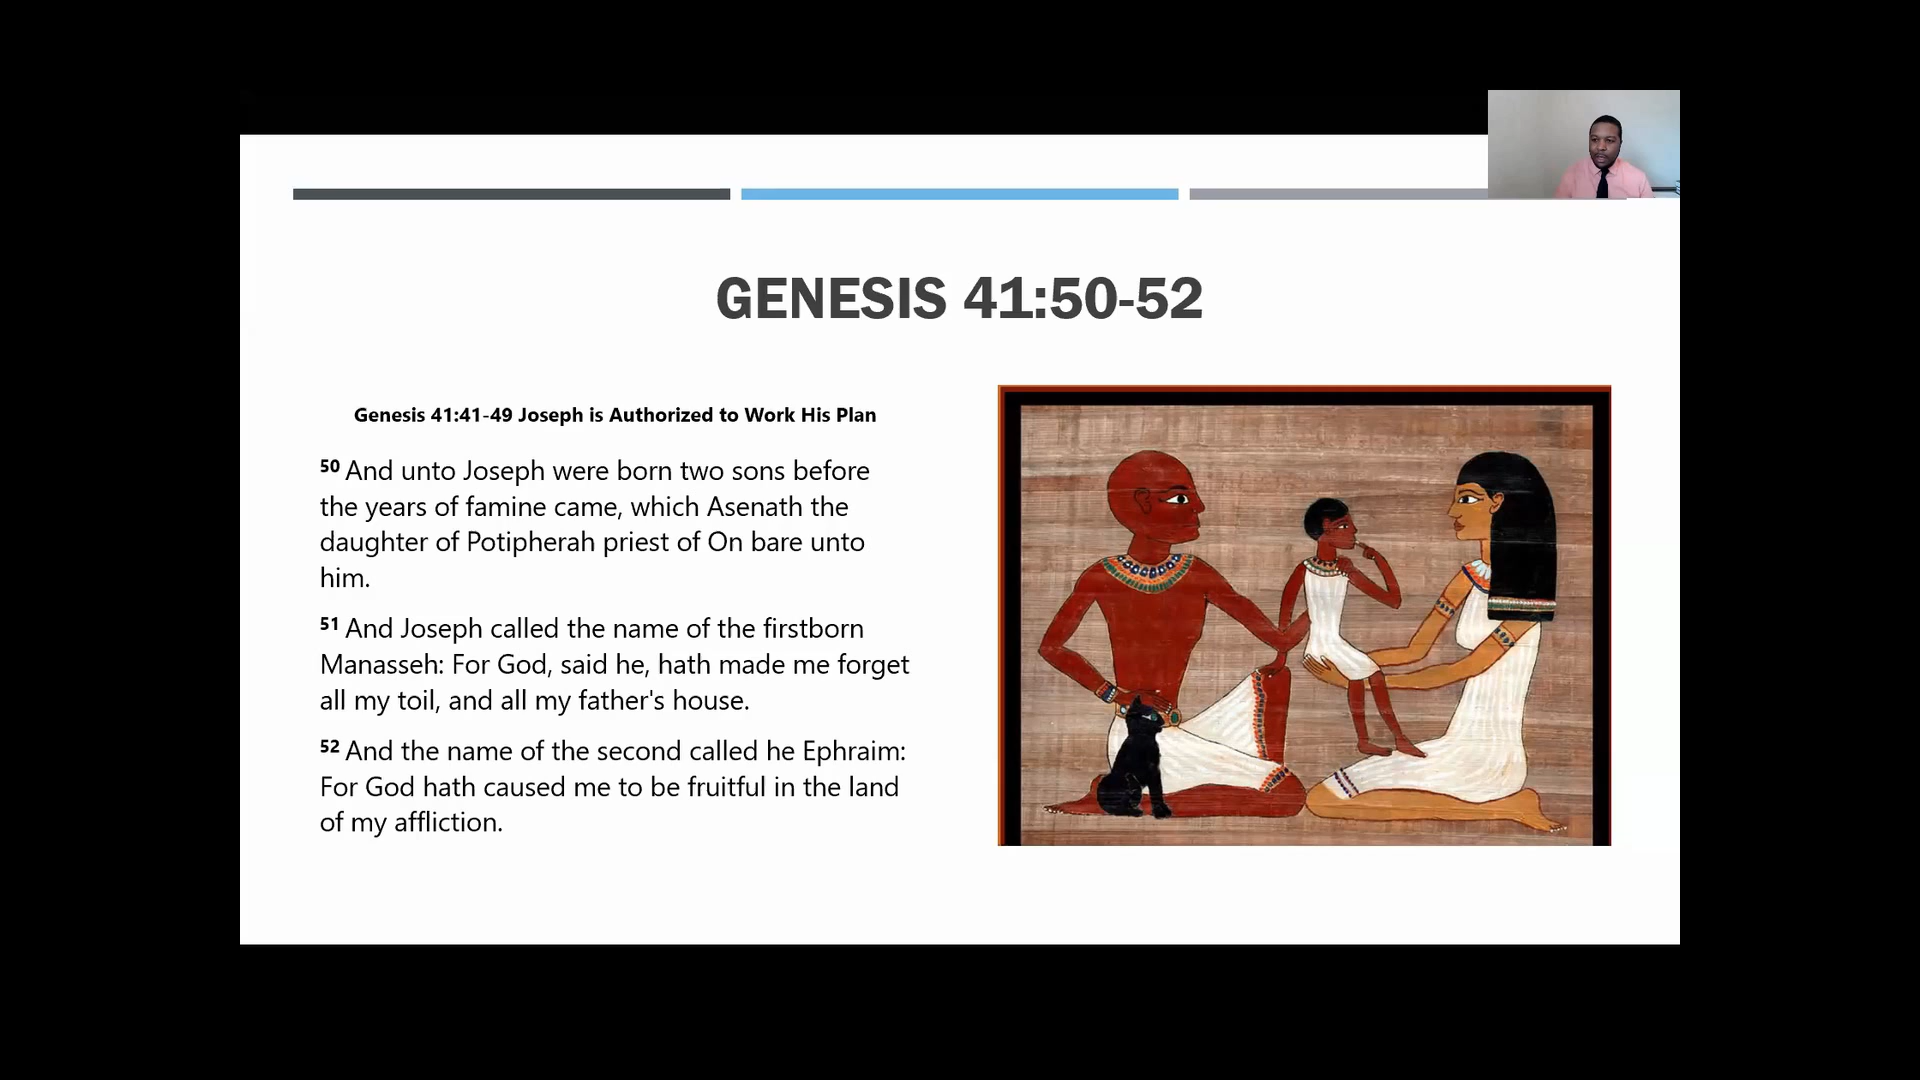 GENESIS 41:50-52
Genesis 41:41-49 Joseph is Authorized to Work His Plan
50 And unto Joseph were born two sons before
the years of famine came, which Asenath the
daughter of Potipherah priest of On bare unto
him.
51 And Joseph called the name of the firstborn
Manasseh: For God, said he, hath made me forget
all my toil, and all my father's house.
52 And the name of the second called he Ephraim:
For God hath caused me to be fruitful in the land
of my affliction.